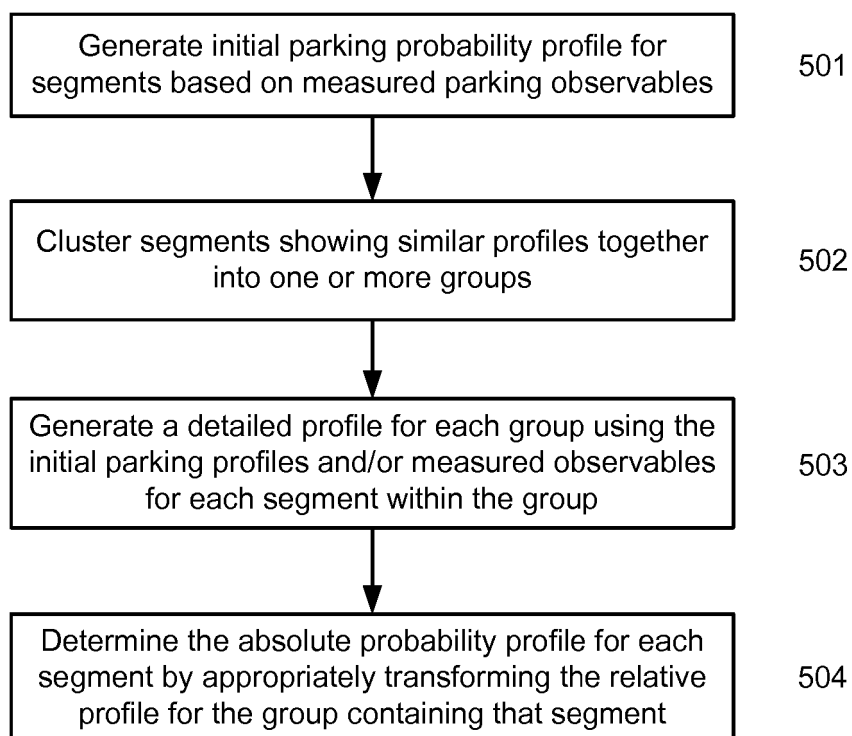 Generate initial parking probability profile for
segments based on measured parking observables
501
Cluster segments showing similar profiles together
into one or more groups
502
Generate a detailed profile for each group using the
initial parking profiles and/or measured observables
for each segment within the group
503
Determine the absolute probability profile for each
segment by appropriately transforming the relative
profile for the group containing that segment
504